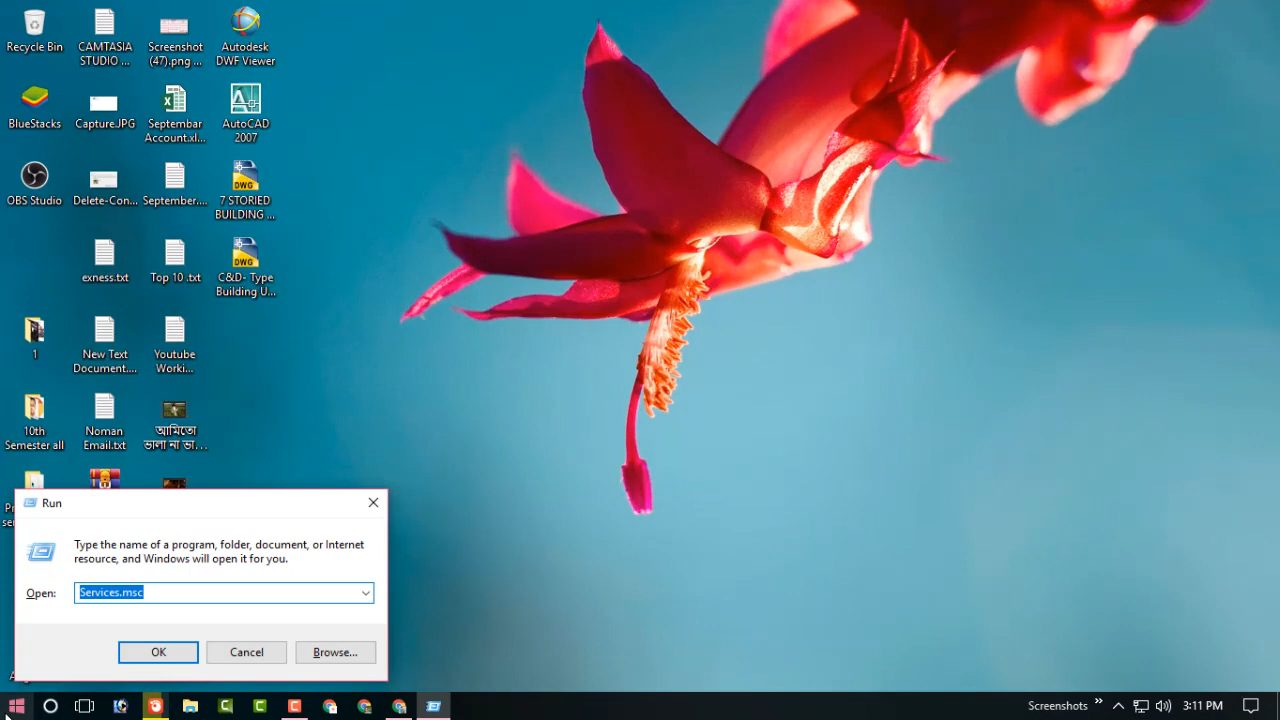 Recycle Bin
CAMTASIA
STUDIO ...
Screenshot
(47).png ...
Autodesk
DWF Viewer
BlueStacks
Capture.JPG
Septembar
Account.xl...
AutoCAD
2007
OBS Studio
Delete-Con...
September....
7 STORIED
BUILDING ...
exness.txt
Top 10 .txt
C&D- Type
Building U...
1
New Text
Document....
Youtube
Worki...
10th
Semester all
Noman
Email.txt
আমিতো
ভালা না ভা...
Run
Type the name of a program, folder, document, or Internet
resource, and Windows will open it for you.
Open:
Services.msc
OK
Cancel
Browse...
Screenshots
3:11 PM